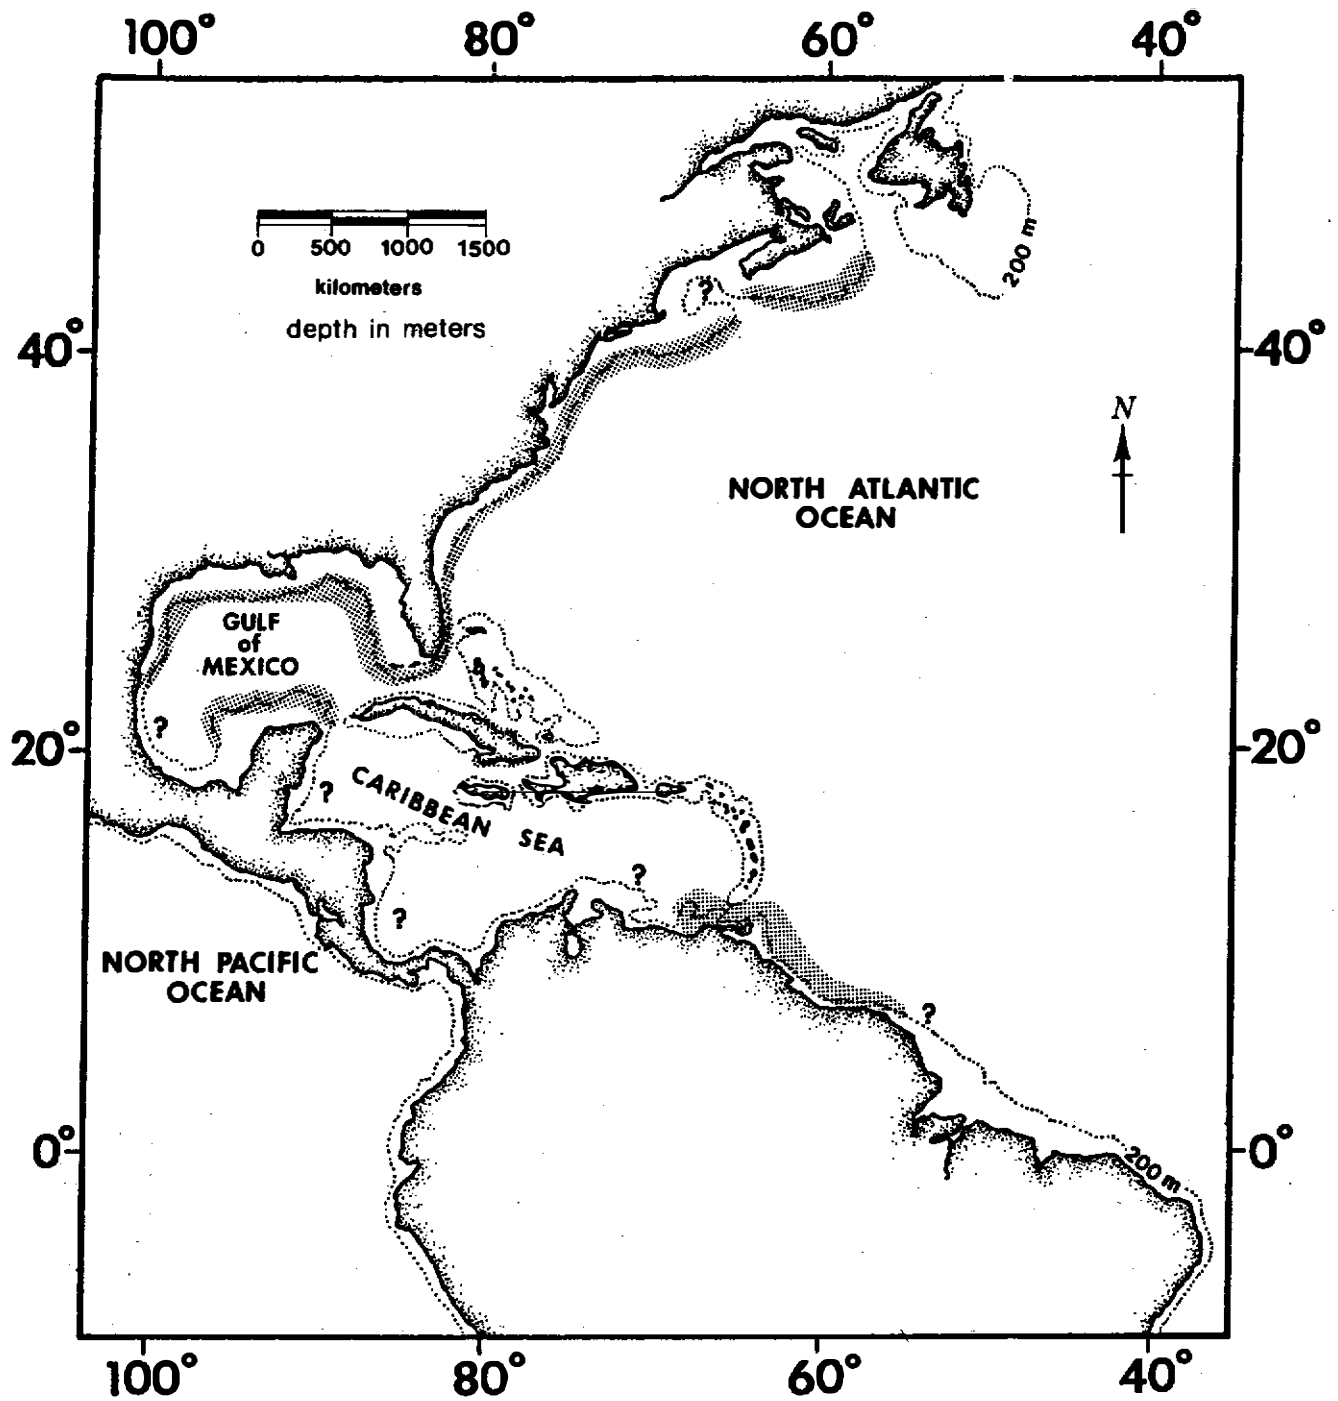 100° 80° 60° 40°
0 500 1000 1500
kilometers
depth in meters
200 m
?
40° 40°
N
NORTH ATLANTIC
OCEAN
GULF
of
MEXICO
?
20° 20°
?
CARIBBEAN SEA
?
?
NORTH PACIFIC
OCEAN
?
0° 0°
200 m
100° 80° 60° 40°